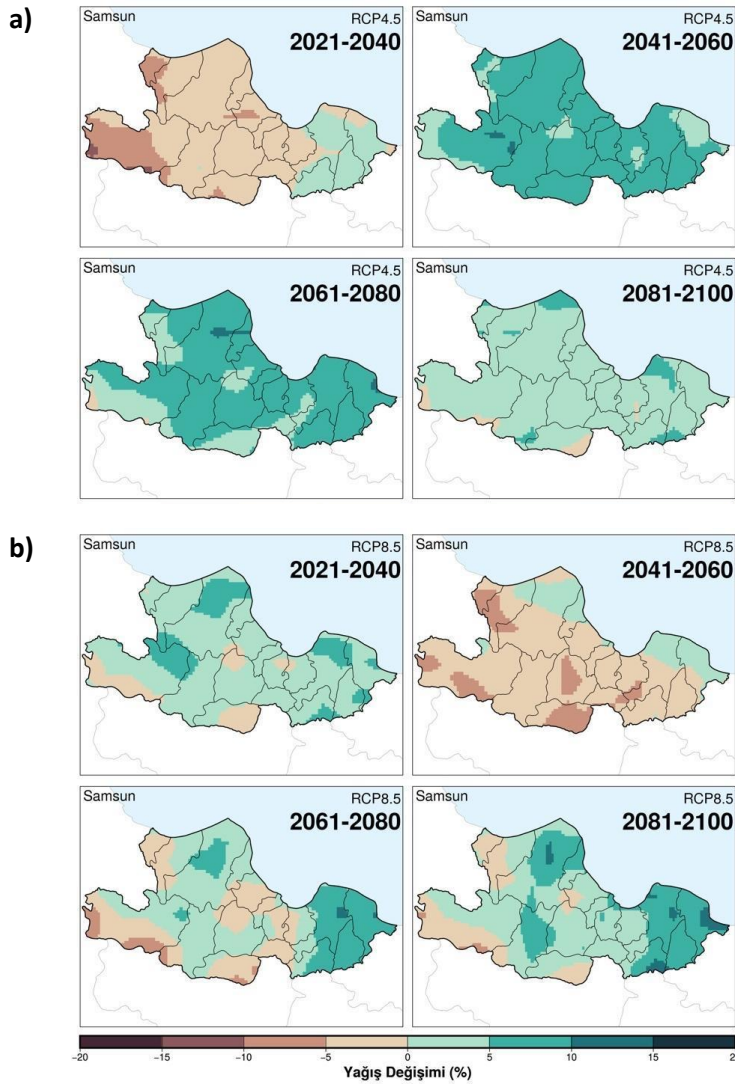 a)
Samsun RCP4.5
2021-2040
Samsun RCP4.5
2041-2060
Samsun RCP4.5
2061-2080
Samsun RCP4.5
2081-2100
b)
Samsun RCP8.5
2021-2040
Samsun RCP8.5
2041-2060
Samsun RCP8.5
2061-2080
Samsun RCP8.5
2081-2100
−20 −15 −10 −5 0 5 10 15 2
Yağış Değişimi (%)